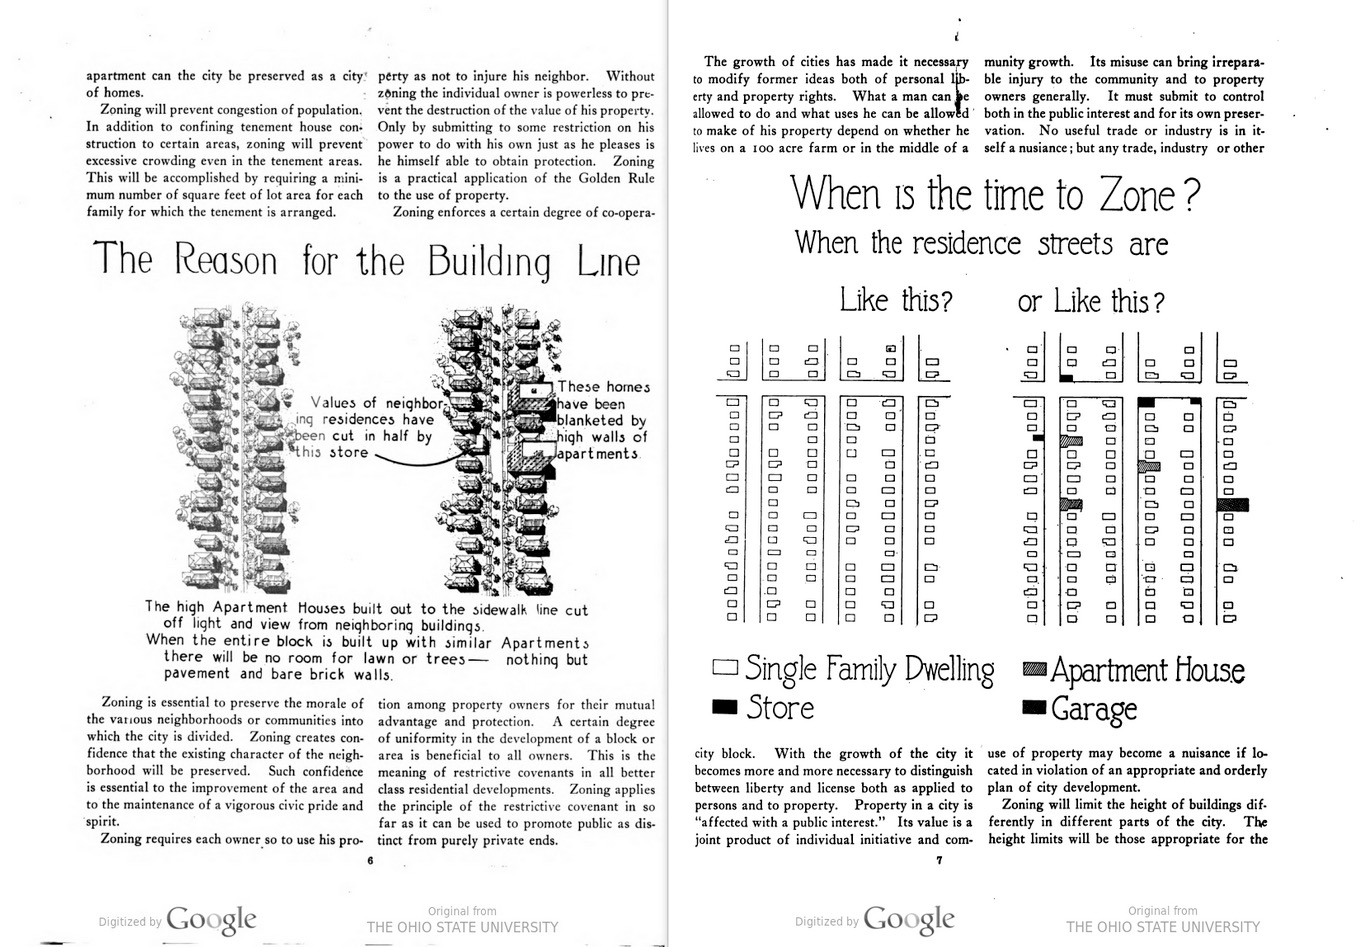 apartment can the city be preserved as a city
of homes.
Zoning will prevent congestion of population.
In addition to confining tenement house con-
struction to certain areas, zoning will prevent
excessive crowding even in the tenement areas.
This will be accomplished by requiring a mini-
mum number of square feet of lot area for each
family for which the tenement is arranged.
perty as not to injure his neighbor. Without
zoning the individual owner is powerless to pre-
vent the destruction of the value of his property.
Only by submitting to some restriction on his
power to do with his own just as he pleases is
he himself able to obtain protection. Zoning
is a practical application of the Golden Rule
to the use of property.
Zoning enforces a certain degree of co-opera-
The Reason for the Building Line
Values of neighbor-
ing residences have
been cut in half by
this store
These homes
have been
blanketed by
high walls of
apartments.
The high Apartment Houses built out to the sidewalk line cut
off light and view from neighboring buildings.
When the entire block is built up with similar Apartments
there will be no room for lawn or trees— nothing but
pavement and bare brick walls.
Zoning is essential to preserve the morale of
the various neighborhoods or communities into
which the city is divided. Zoning creates con-
fidence that the existing character of the neigh-
borhood will be preserved. Such confidence
is essential to the improvement of the area and
to the maintenance of a vigorous civic pride and
spirit.
Zoning requires each owner so to use his pro-
tion among property owners for their mutual
advantage and protection. A certain degree
of uniformity in the development of a block or
area is beneficial to all owners. This is the
meaning of restrictive covenants in all better
class residential developments. Zoning applies
the principle of the restrictive covenant in so
far as it can be used to promote public as dis-
tinct from purely private ends.
6
Digitized by Google
Original from
THE OHIO STATE UNIVERSITY
The growth of cities has made it necessary
to modify former ideas both of personal lib-
erty and property rights. What a man can be
allowed to do and what uses he can be allowed
to make of his property depend on whether he
lives on a 100 acre farm or in the middle of a
munity growth. Its misuse can bring irrepara-
ble injury to the community and to property
owners generally. It must submit to control
both in the public interest and for its own preser-
vation. No useful trade or industry is in it-
self a nusiance; but any trade, industry or other
When is the time to Zone?
When the residence streets are
Like this?
or Like this?
Single Family Dwelling
Store
Apartment House
Garage
city block. With the growth of the city it
becomes more and more necessary to distinguish
between liberty and license both as applied to
persons and to property. Property in a city is
"affected with a public interest." Its value is a
joint product of individual initiative and com-
use of property may become a nuisance if lo-
cated in violation of an appropriate and orderly
plan of city development.
Zoning will limit the height of buildings dif-
ferently in different parts of the city. The
height limits will be those appropriate for the
7
Digitized by Google
Original from
THE OHIO STATE UNIVERSITY